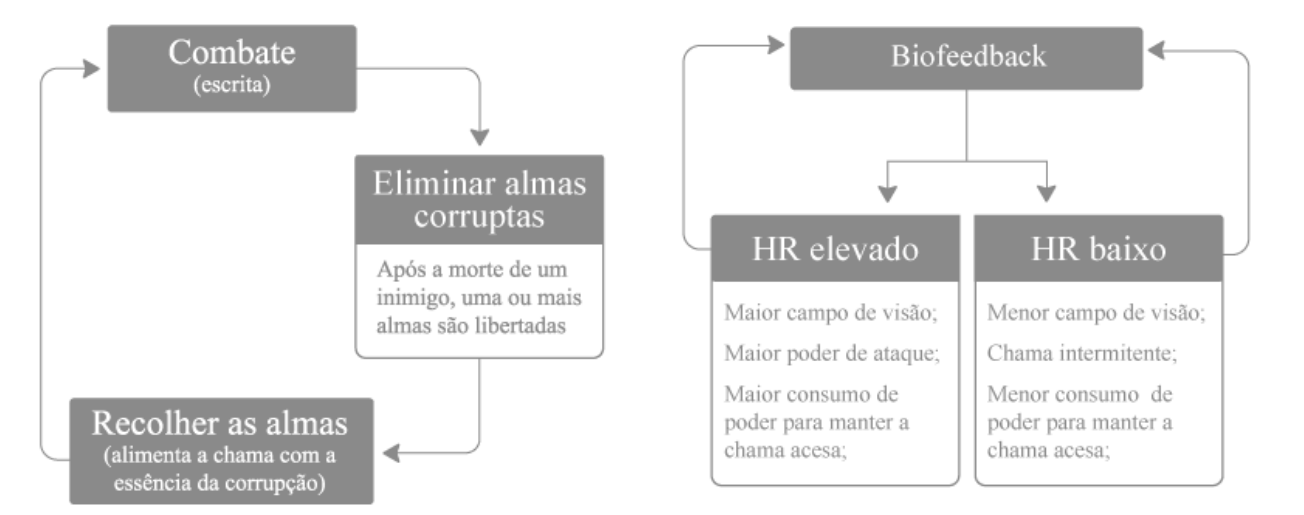 Combate
(escrita)
Eliminar almas
corruptas
Após a morte de um
inimigo, uma ou mais
almas são libertadas
Recolher as almas
(alimenta a chama com a
essência da corrupção)
Biofeedback
HR elevado
Maior campo de visão;
Maior poder de ataque;
Maior consumo de
poder para manter a
chama acesa;
HR baixo
Menor campo de visão;
Chama intermitente;
Menor consumo de
poder para manter a
chama acesa;